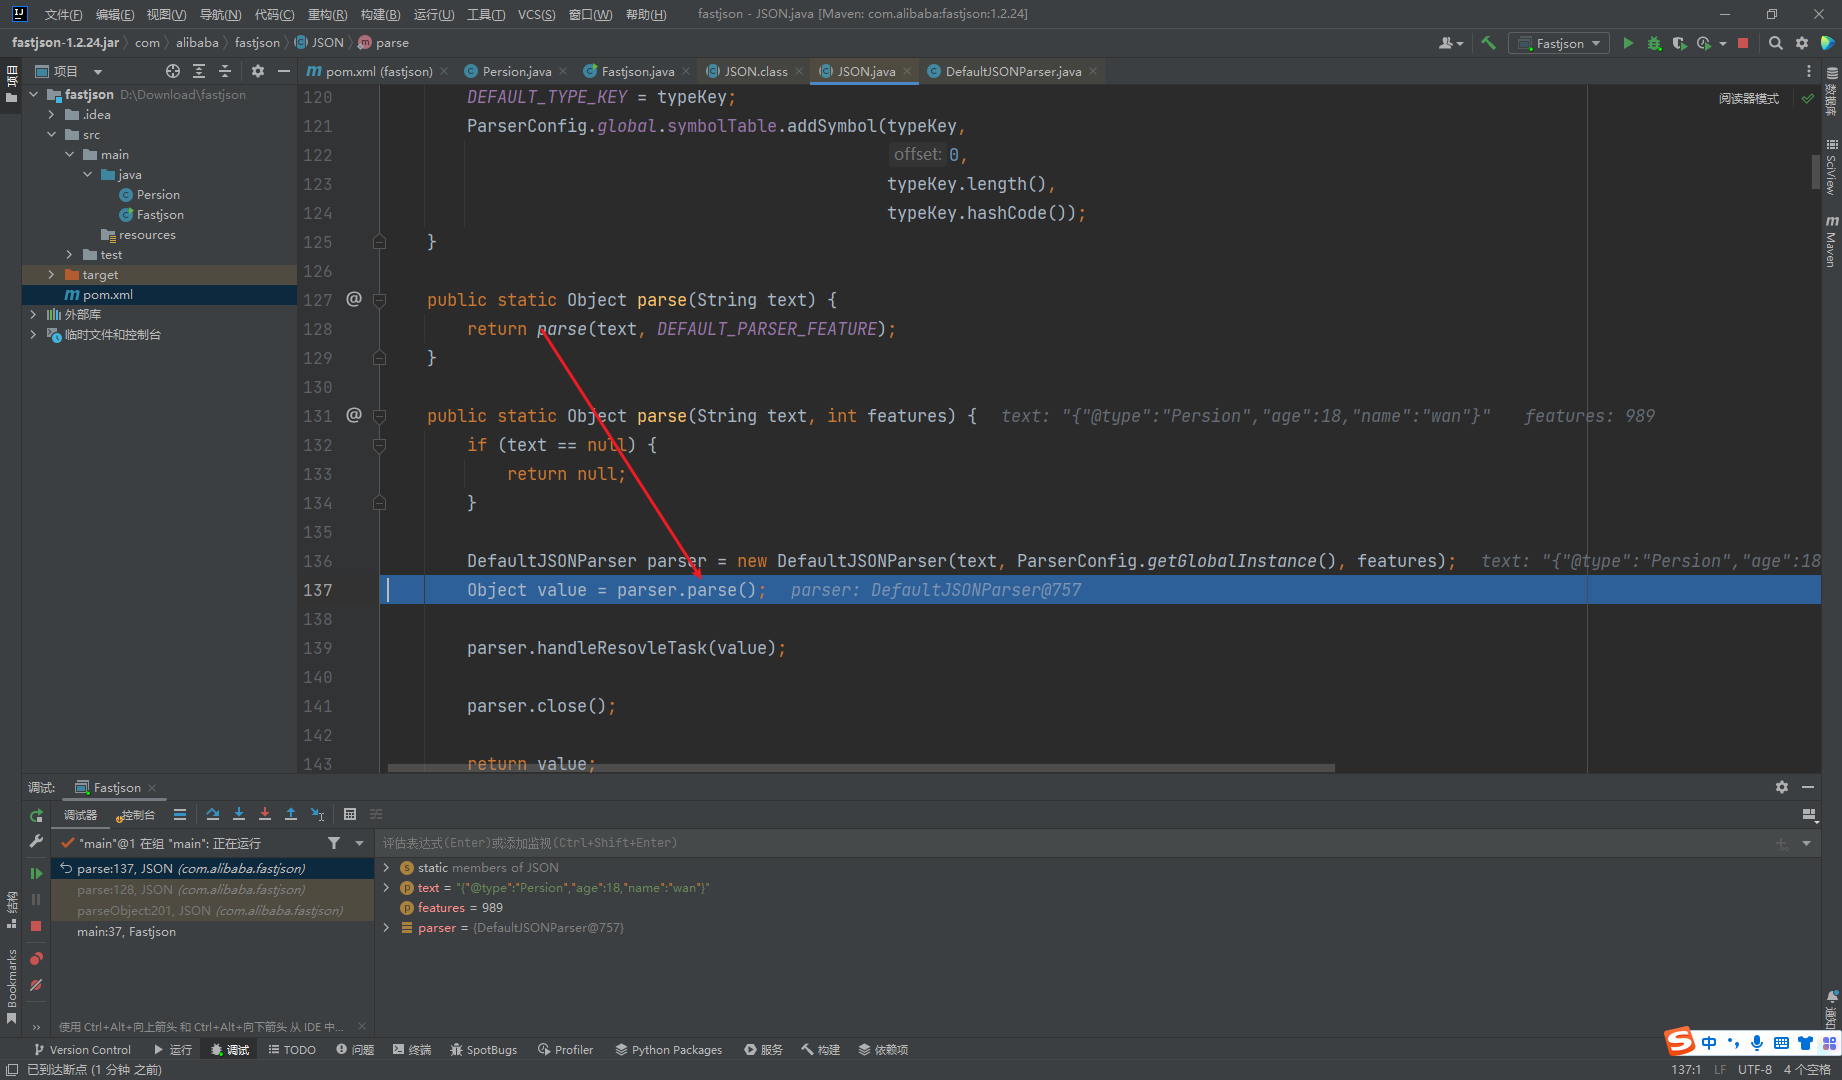 文件(F) 编辑(E) 视图(V) 导航(N) 代码(C) 重构(R) 构建(B) 运行(U) 工具(T) VCS(S) 窗口(W) 帮助(H) fastjson - JSON.java [Maven: com.alibaba:fastjson:1.2.24]
fastjson-1.2.24.jar com alibaba fastjson JSON parse
Fastjson
项目
pom.xml (fastjson) Persion.java Fastjson.java JSON.class JSON.java DefaultJSONParser.java
fastjson D:\Download\fastjson
.idea
src
main
java
Persion
Fastjson
resources
test
target
pom.xml
外部库
临时文件和控制台
项目
结构
Bookmarks
阅读器模式
120 DEFAULT_TYPE_KEY = typeKey;
121 ParserConfig.global.symbolTable.addSymbol(typeKey,
122 offset: 0,
123 typeKey.length(),
124 typeKey.hashCode());
125 }
126
127 @ public static Object parse(String text) {
128 return parse(text, DEFAULT_PARSER_FEATURE);
129 }
130
131 @ public static Object parse(String text, int features) { text: "{"@type":"Persion","age":18,"name":"wan"}" features: 989
132 if (text == null) {
133 return null;
134 }
135
136 DefaultJSONParser parser = new DefaultJSONParser(text, ParserConfig.getGlobalInstance(), features); text: "{"@type":"Persion","age":18
137 Object value = parser.parse(); parser: DefaultJSONParser@757
138
139 parser.handleResovleTask(value);
140
141 parser.close();
142
143 return value;
数据库
SciView
Maven
通知
调试: Fastjson
调试器 控制台
"main"@1 在组 "main": 正在运行
parse:137, JSON (com.alibaba.fastjson)
parse:128, JSON (com.alibaba.fastjson)
parseObject:201, JSON (com.alibaba.fastjson)
main:37, Fastjson
使用 Ctrl+Alt+向上箭头 和 Ctrl+Alt+向下箭头 从 IDE 中...
评估表达式(Enter)或添加监视(Ctrl+Shift+Enter)
static members of JSON
text = "{"@type":"Persion","age":18,"name":"wan"}"
features = 989
parser = {DefaultJSONParser@757}
Version Control 运行 调试 TODO 问题 终端 SpotBugs Profiler Python Packages 服务 构建 依赖项
中
已到达断点 (1 分钟 之前) 137:1 LF UTF-8 4 个空格